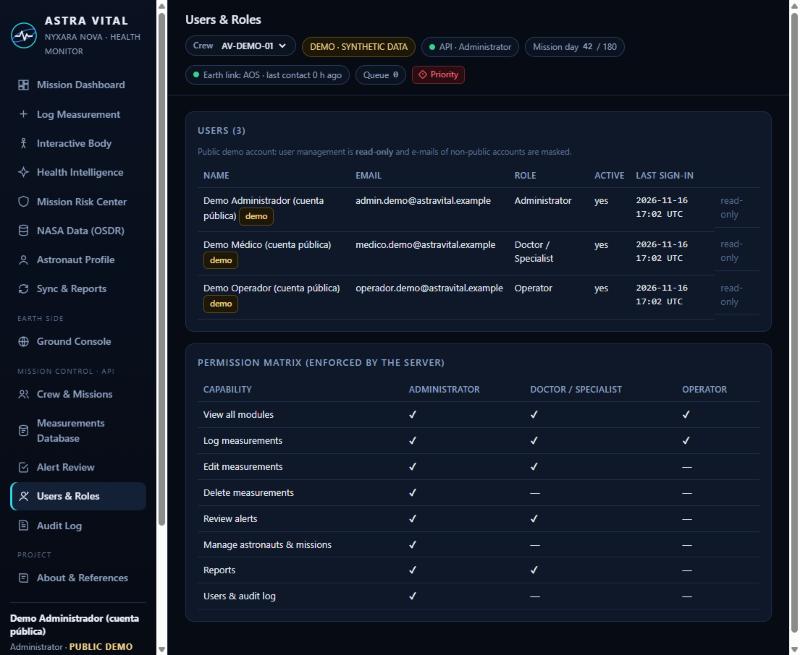 ASTRA VITAL
NYXARA NOVA · HEALTH
MONITOR
Mission Dashboard
Log Measurement
Interactive Body
Health Intelligence
Mission Risk Center
NASA Data (OSDR)
Astronaut Profile
Sync & Reports
EARTH SIDE
Ground Console
MISSION CONTROL · API
Crew & Missions
Measurements
Database
Alert Review
Users & Roles
Audit Log
PROJECT
About & References
Demo Administrador (cuenta
pública)
Administrator · PUBLIC DEMO
Users & Roles
Crew AV-DEMO-01 DEMO · SYNTHETIC DATA API · Administrator Mission day 42 / 180
Earth link: AOS · last contact 0 h ago Queue 0 Priority
USERS (3)
Public demo account: user management is read-only and e-mails of non-public accounts are masked.
NAME EMAIL ROLE ACTIVE LAST SIGN-IN
Demo Administrador (cuenta admin.demo@astravital.example Administrator yes 2026-11-16 read-
pública) demo 17:02 UTC only
Demo Médico (cuenta pública) medico.demo@astravital.example Doctor / yes 2026-11-16 read-
demo Specialist 17:02 UTC only
Demo Operador (cuenta pública) operador.demo@astravital.example Operator yes 2026-11-16 read-
demo 17:02 UTC only
PERMISSION MATRIX (ENFORCED BY THE SERVER)
CAPABILITY ADMINISTRATOR DOCTOR / SPECIALIST OPERATOR
View all modules ✓ ✓ ✓
Log measurements ✓ ✓ ✓
Edit measurements ✓ ✓ —
Delete measurements ✓ — —
Review alerts ✓ ✓ —
Manage astronauts & missions ✓ — —
Reports ✓ ✓ —
Users & audit log ✓ — —